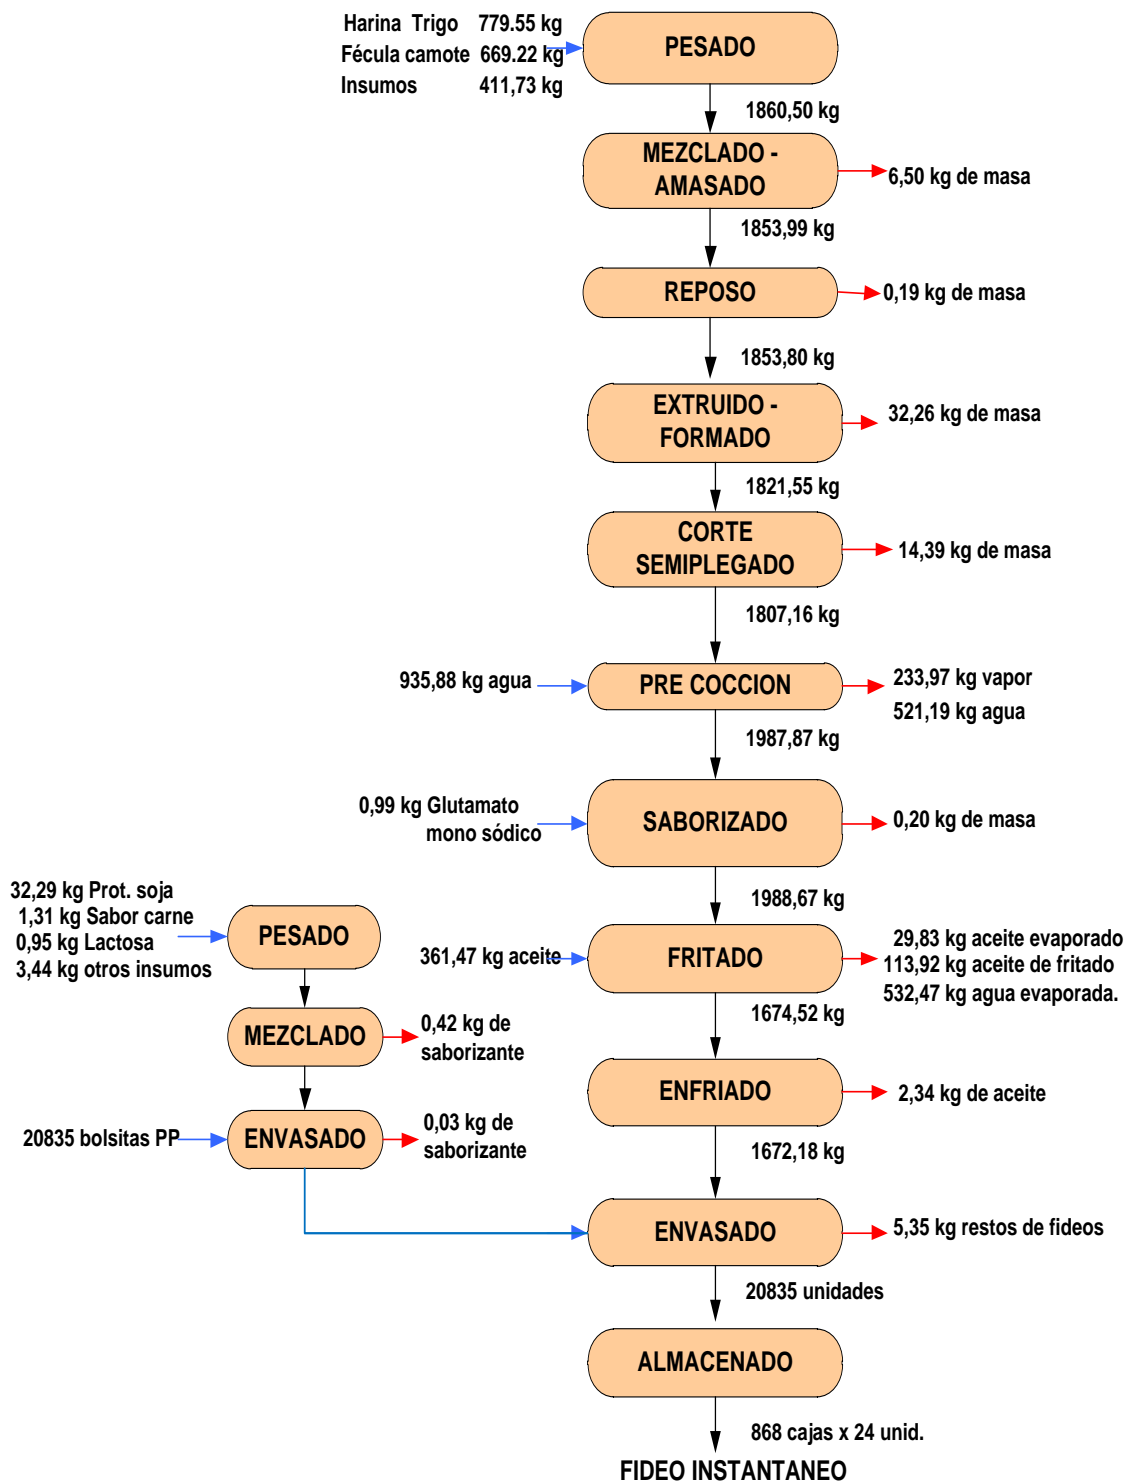 Harina Trigo 779.55 kg
Fécula camote 669.22 kg
Insumos 411,73 kg
PESADO
1860,50 kg
MEZCLADO -
AMASADO
6,50 kg de masa
1853,99 kg
REPOSO
0,19 kg de masa
1853,80 kg
EXTRUIDO -
FORMADO
32,26 kg de masa
1821,55 kg
CORTE
SEMIPLEGADO
14,39 kg de masa
1807,16 kg
935,88 kg agua
PRE COCCION
233,97 kg vapor
521,19 kg agua
1987,87 kg
0,99 kg Glutamato
mono sódico
SABORIZADO
0,20 kg de masa
1988,67 kg
32,29 kg Prot. soja
1,31 kg Sabor carne
0,95 kg Lactosa
3,44 kg otros insumos
PESADO
361,47 kg aceite
FRITADO
29,83 kg aceite evaporado
113,92 kg aceite de fritado
532,47 kg agua evaporada.
1674,52 kg
MEZCLADO
0,42 kg de
saborizante
ENFRIADO
2,34 kg de aceite
1672,18 kg
20835 bolsitas PP
ENVASADO
0,03 kg de
saborizante
ENVASADO
5,35 kg restos de fideos
20835 unidades
ALMACENADO
868 cajas x 24 unid.
FIDEO INSTANTANEO